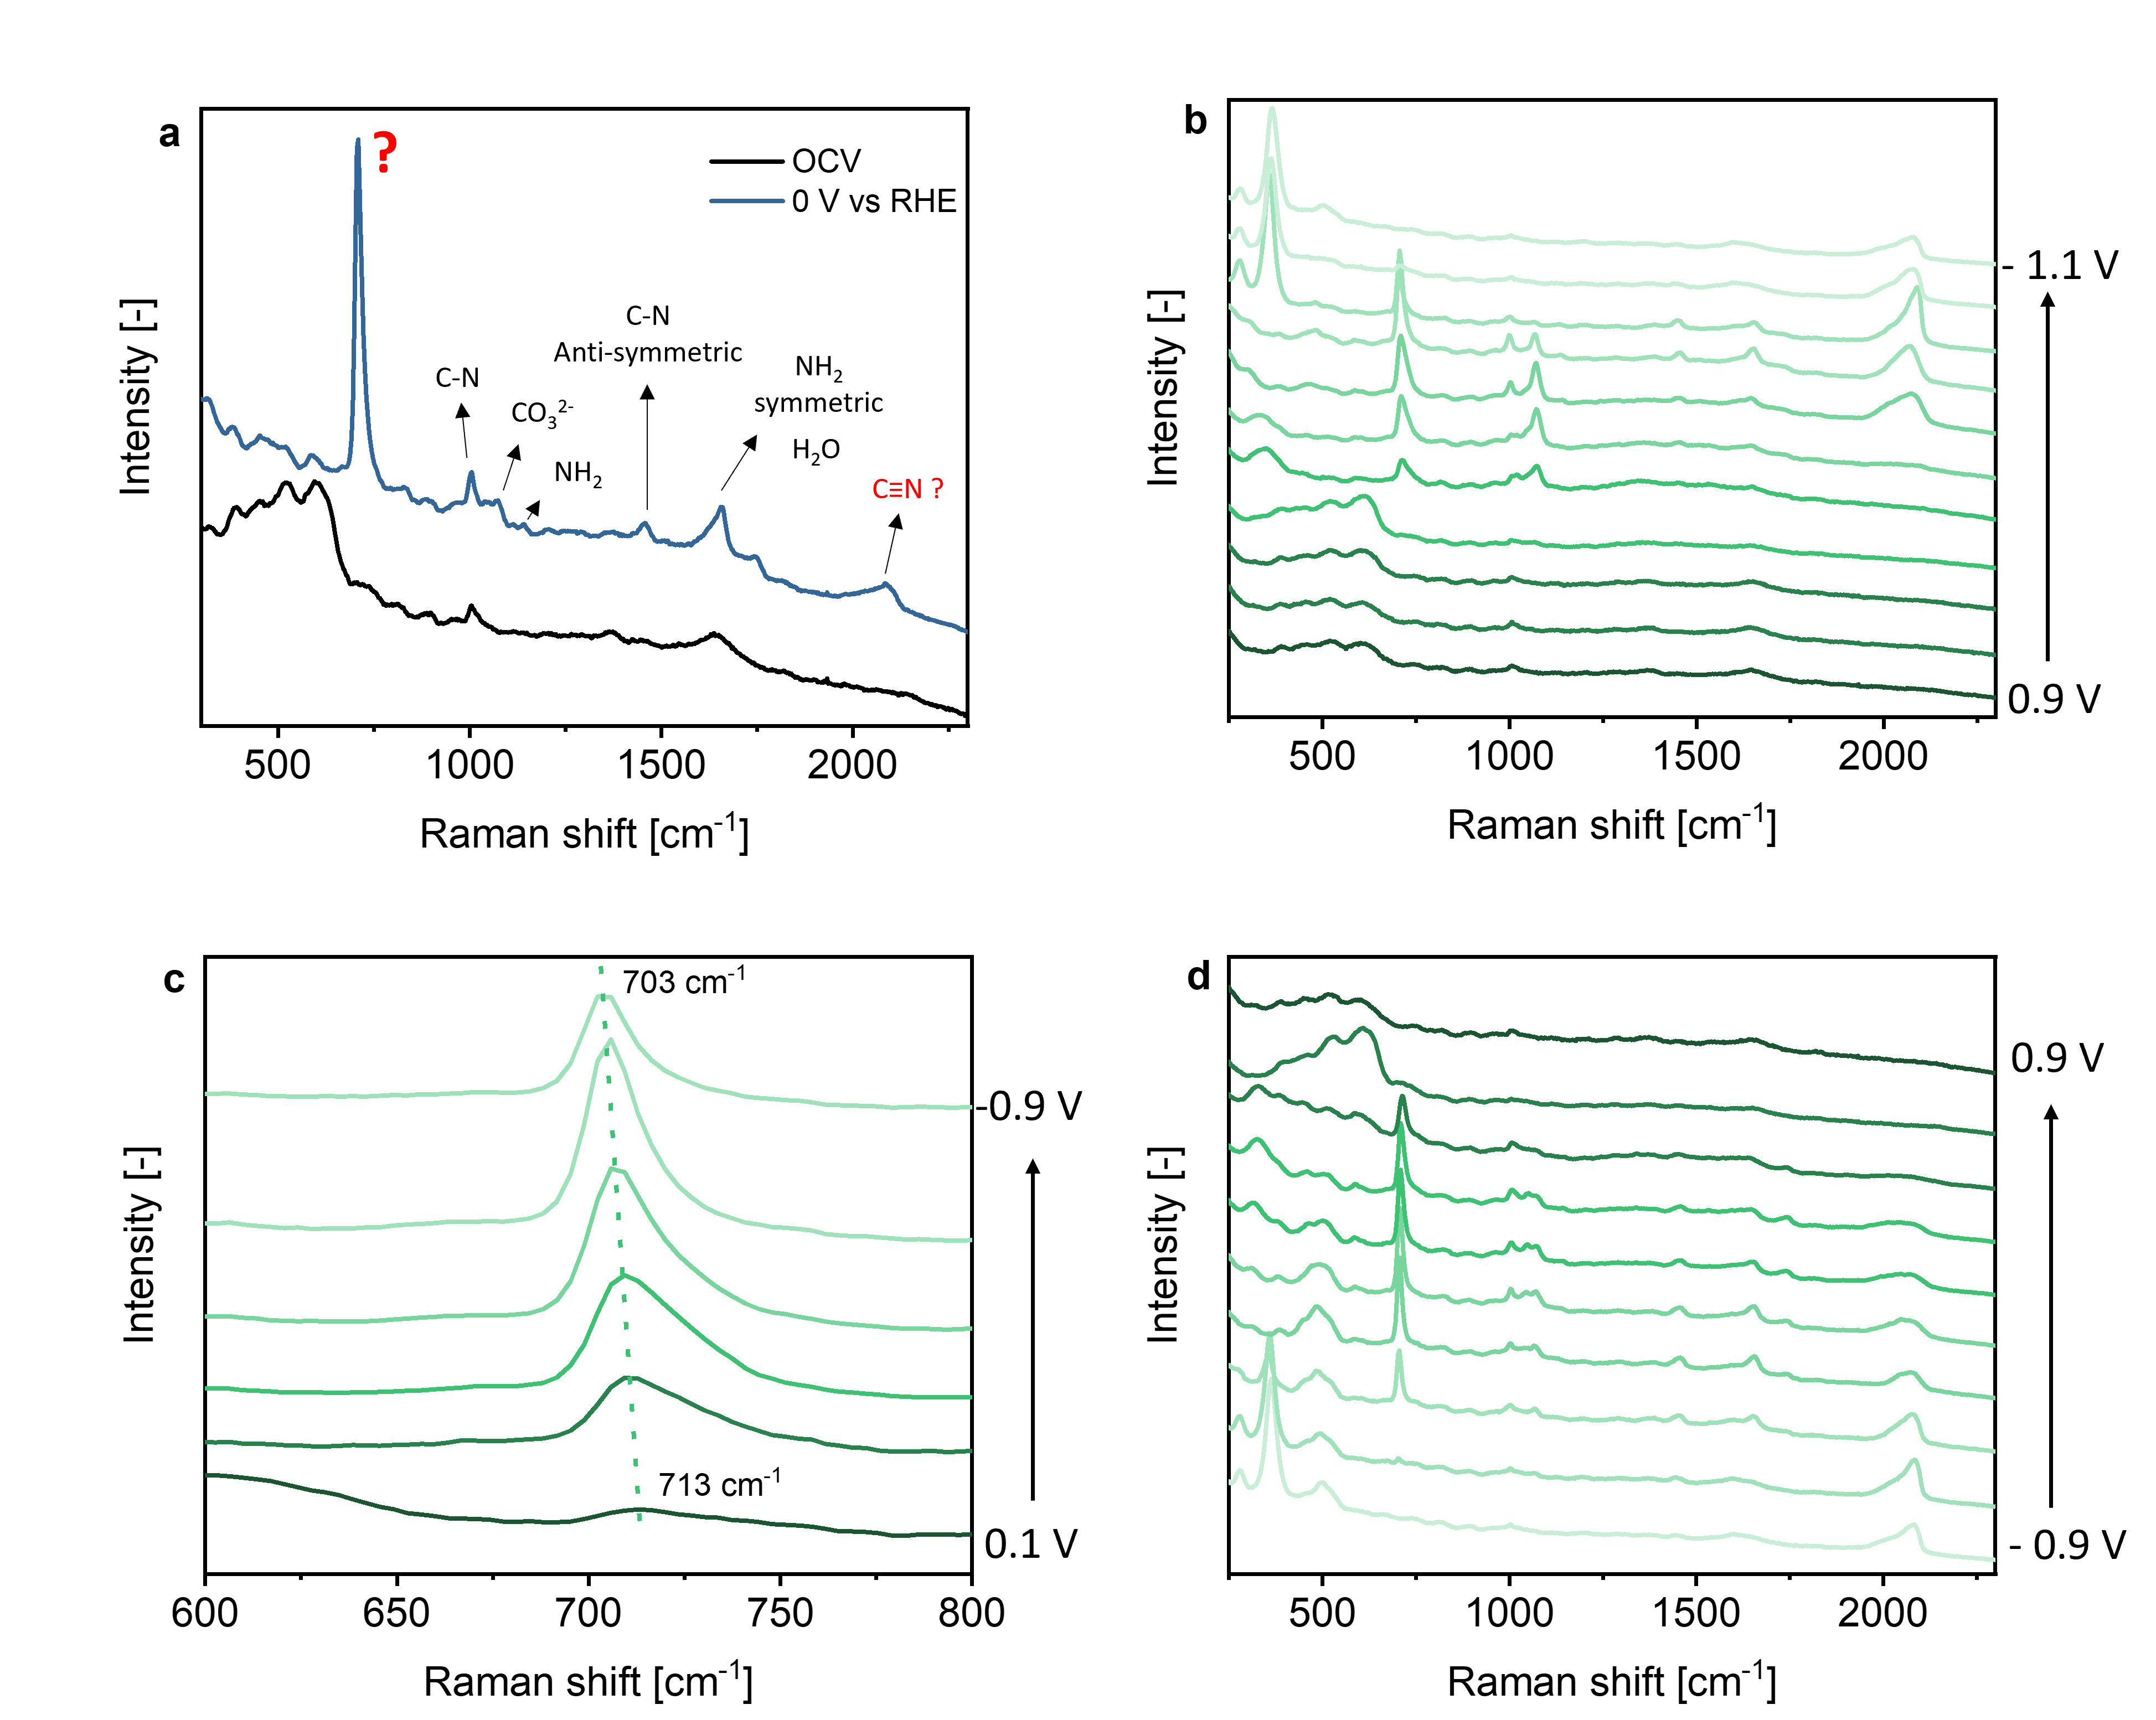 a
?
OCV
0 V vs RHE
C-N
Anti-symmetric
C-N
CO₃²⁻
NH₂
NH₂
symmetric
H₂O
C≡N ?
Intensity [-]
500 1000 1500 2000
Raman shift [cm⁻¹]
b
- 1.1 V
0.9 V
Intensity [-]
500 1000 1500 2000
Raman shift [cm⁻¹]
c
703 cm⁻¹
-0.9 V
713 cm⁻¹
0.1 V
Intensity [-]
600 650 700 750 800
Raman shift [cm⁻¹]
d
0.9 V
- 0.9 V
Intensity [-]
500 1000 1500 2000
Raman shift [cm⁻¹]